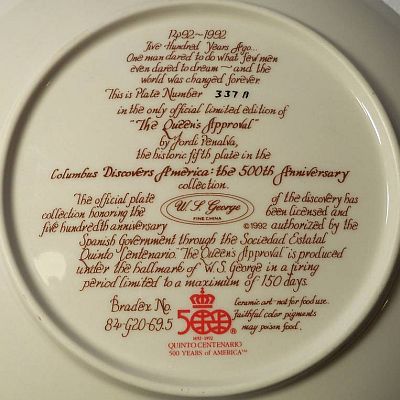 1492~1992
Five Hundred Years Ago...
One man dared to do what few men
even dared to dream ~ and the
world was changed forever.
This is Plate Number 337 A
in the only official limited edition of
"The Queen's Approval"
by Jordi Penalva,
the historic fifth plate in the
Columbus Discovers America: the 500th Anniversary
collection.
The official plate of the discovery has
collection honoring the W. S. George been licensed and
FINE CHINA
five hundredth anniversary ©1992 authorized by the
Spanish Government through the Sociedad Estatal
Quinto Centenario. "The Queen's Approval" is produced
under the hallmark of W. S. George in a firing
period limited to a maximum of 150 days.
Bradex No.
84-G20-69.5
500®
1492·1992
QUINTO CENTENARIO
500 YEARS of AMERICA™
Ceramic art - not for food use.
Faithful color pigments
may poison food.